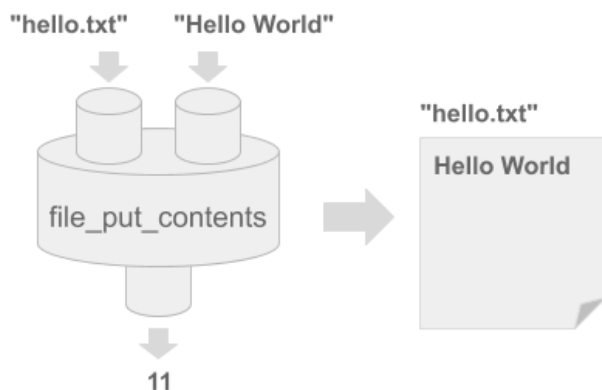 "hello.txt" "Hello World"
"hello.txt"
Hello World
file_put_contents
11